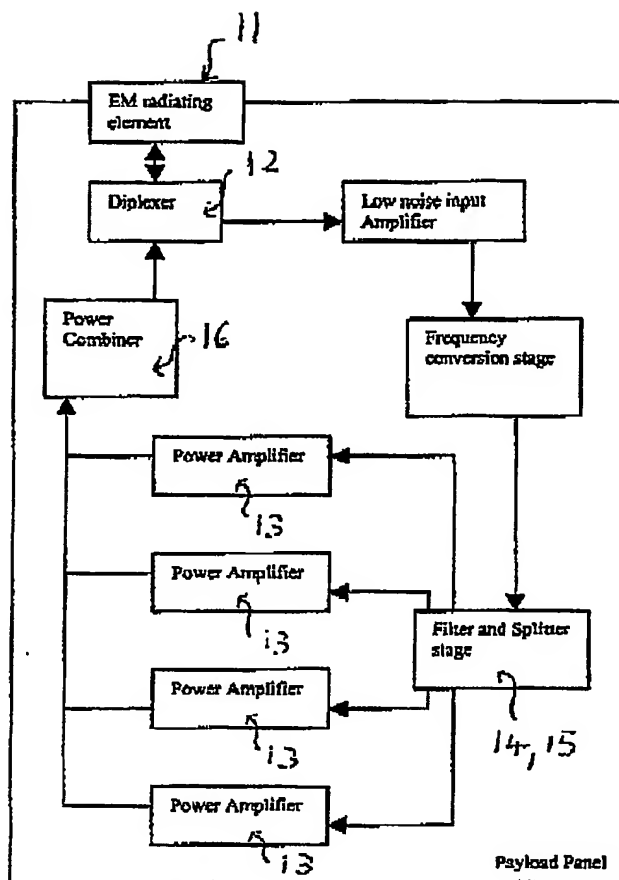 11
EM radiating
element
12
Diplexer
Low noise input
Amplifier
Power
Combiner
16
Frequency
conversion stage
Power Amplifier
13
Power Amplifier
13
Filter and Splitter
stage
Power Amplifier
13
14, 15
Power Amplifier
13
Payload Panel